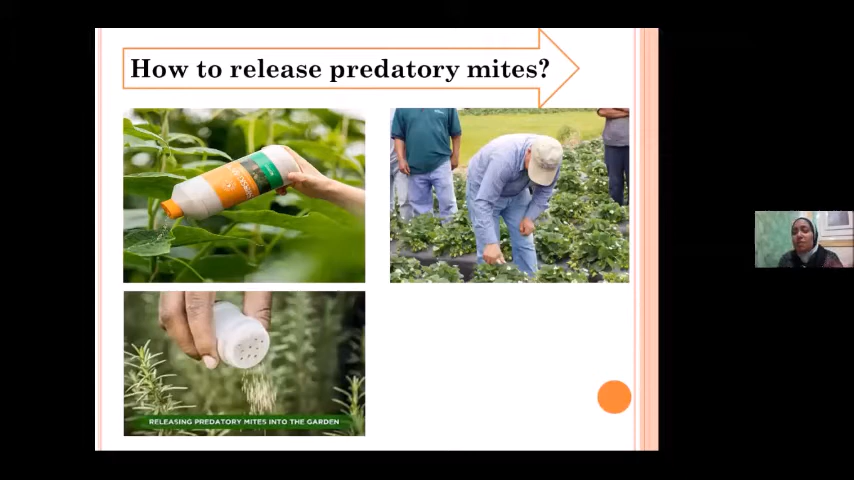 How to release predatory mites?
RELEASING PREDATORY MITES INTO THE GARDEN